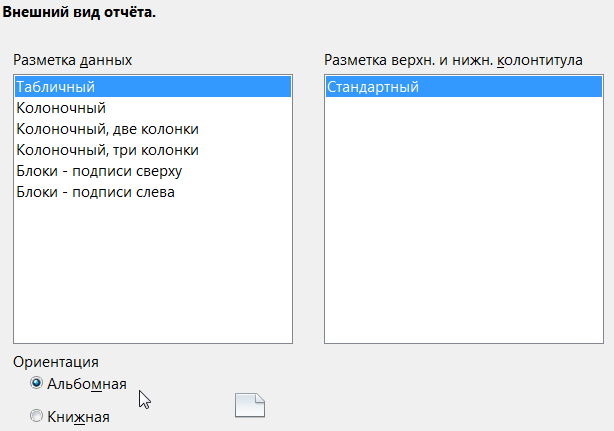 Внешний вид отчёта.
Разметка данных
Разметка верхн. и нижн. колонтитула
Табличный
Колоночный
Колоночный, две колонки
Колоночный, три колонки
Блоки - подписи сверху
Блоки - подписи слева
Стандартный
Ориентация
Альбомная
Книжная